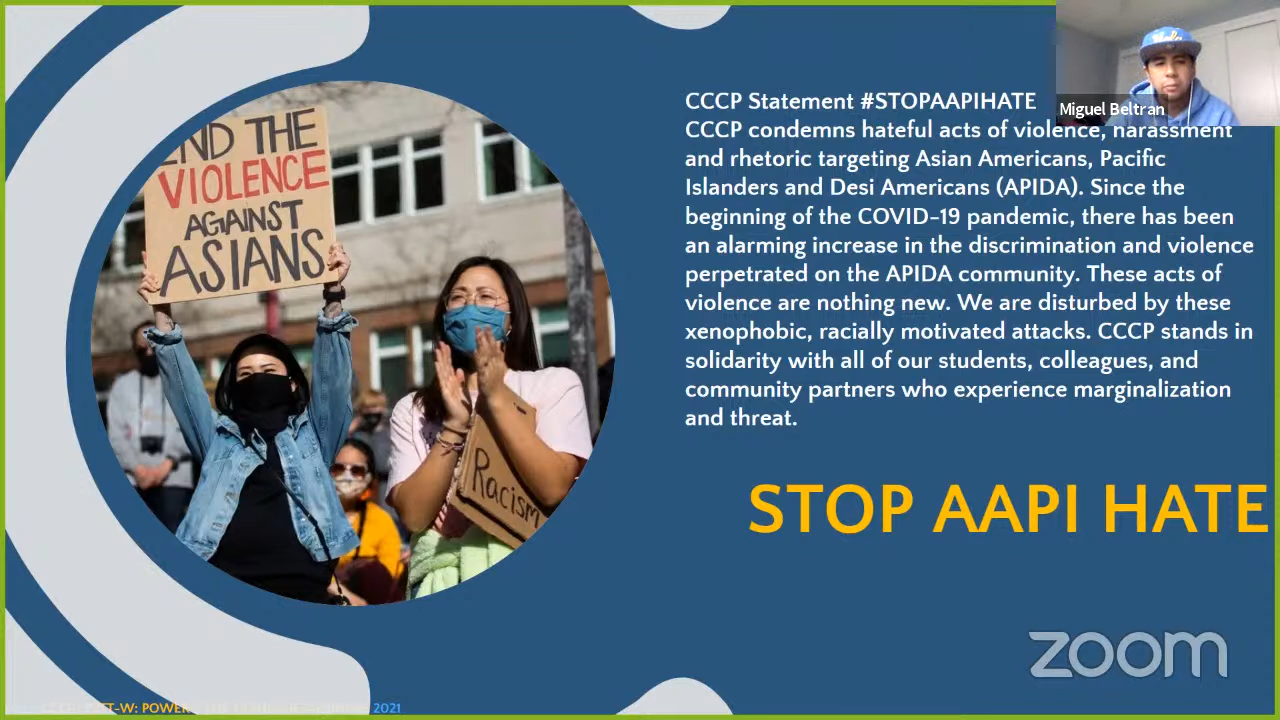 END THE
VIOLENCE
AGAINST
ASIANS
Racism
CCCP Statement #STOPAAPIHATE
CCCP condemns hateful acts of violence, harassment
and rhetoric targeting Asian Americans, Pacific
Islanders and Desi Americans (APIDA). Since the
beginning of the COVID-19 pandemic, there has been
an alarming increase in the discrimination and violence
perpetrated on the APIDA community. These acts of
violence are nothing new. We are disturbed by these
xenophobic, racially motivated attacks. CCCP stands in
solidarity with all of our students, colleagues, and
community partners who experience marginalization
and threat.
STOP AAPI HATE
Miguel Beltran
zoom
2021